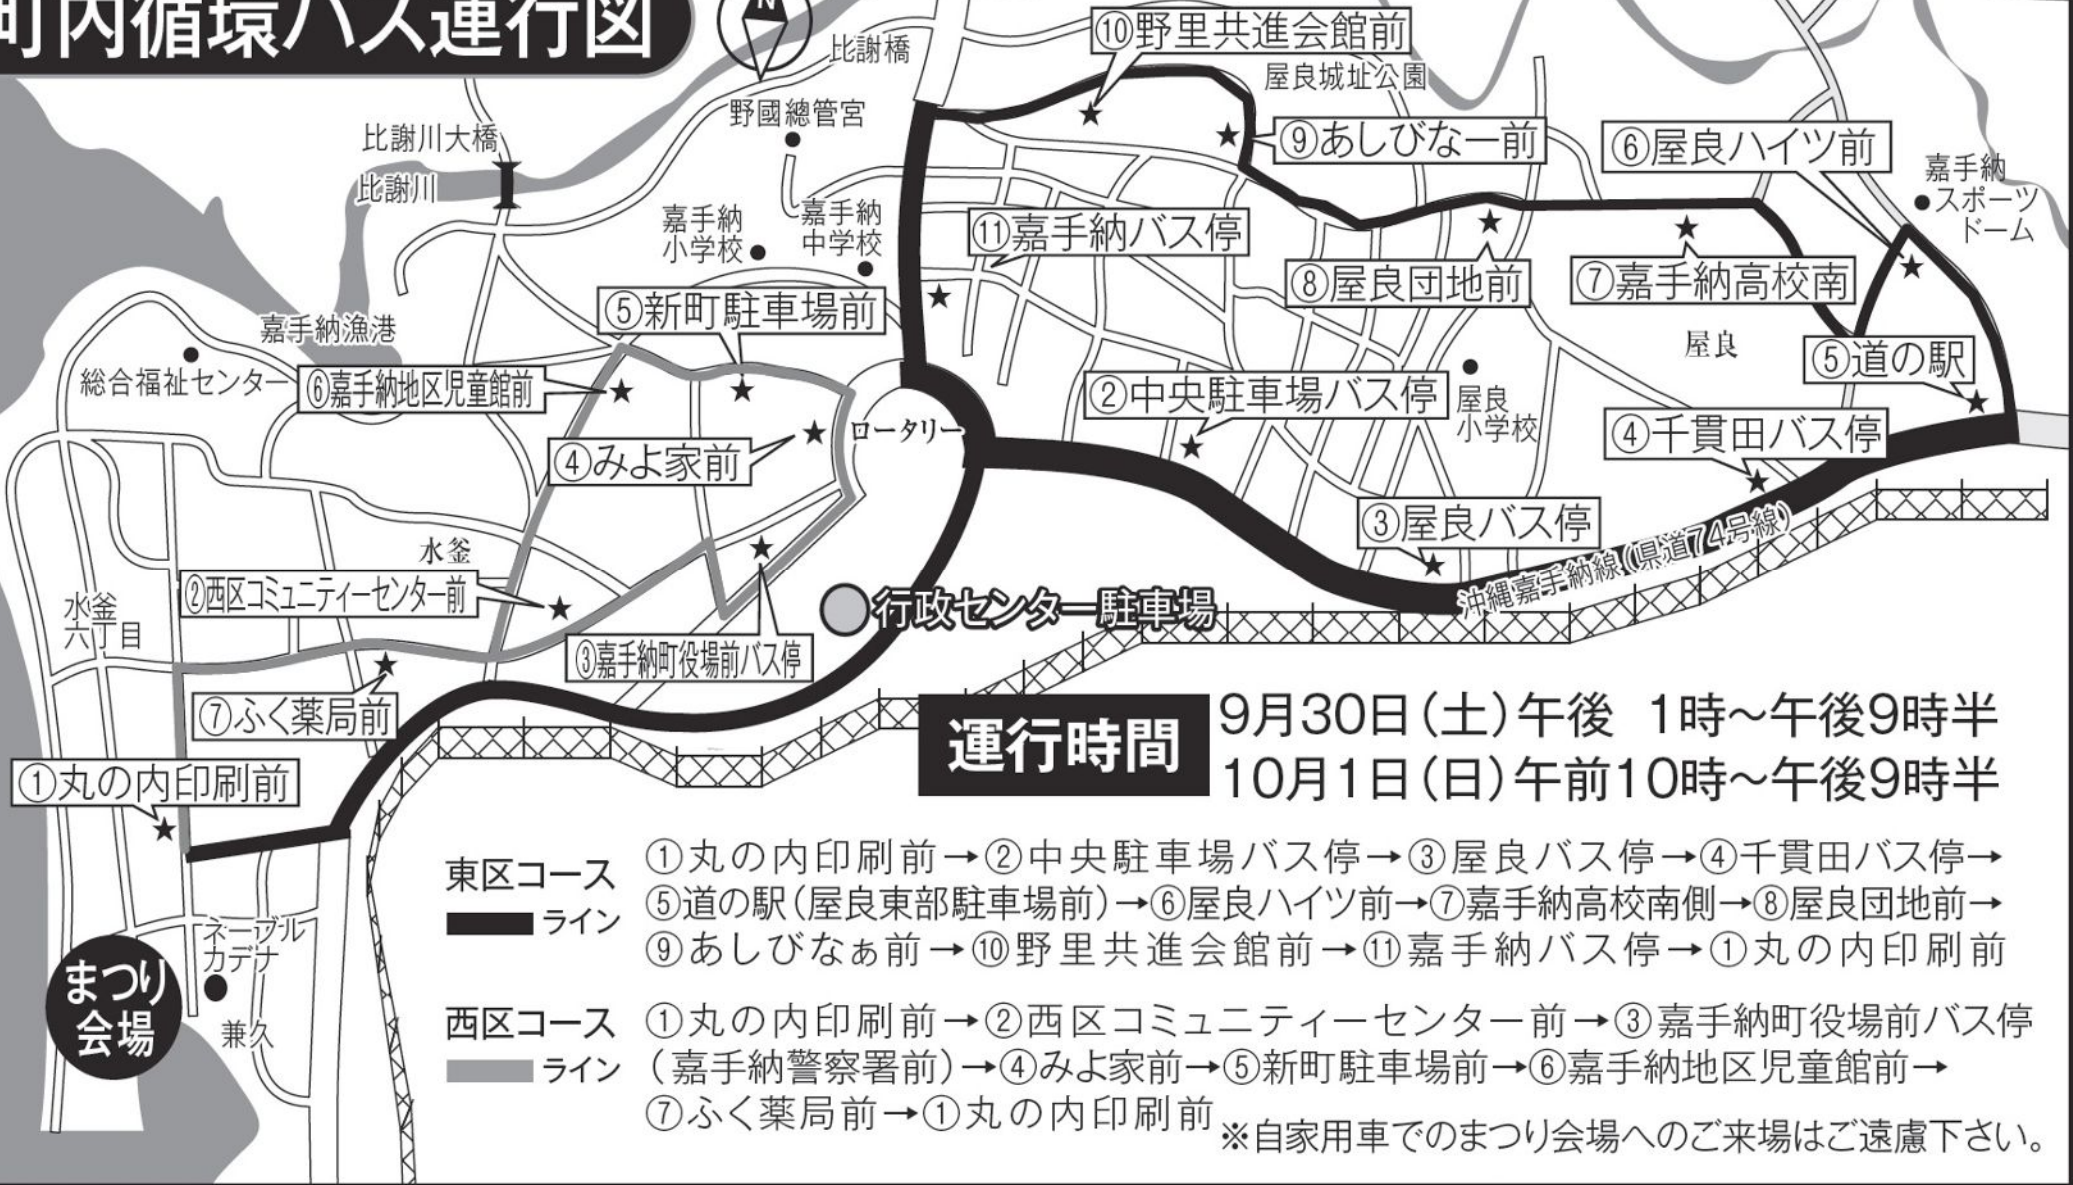 町内循環バス運行図
N
比謝橋
⑩野里共進会館前
屋良城址公園
野國總管宮
比謝川大橋
比謝川
⑨あしびなー前
⑥屋良ハイツ前
嘉手納
スポーツ
ドーム
嘉手納
小学校
嘉手納
中学校
⑪嘉手納バス停
⑧屋良団地前
⑦嘉手納高校南
⑤新町駐車場前
嘉手納漁港
屋良
⑤道の駅
総合福祉センター
⑥嘉手納地区児童館前
②中央駐車場バス停
屋良
小学校
④千貫田バス停
ロータリー
④みよ家前
③屋良バス停
水釜
沖縄嘉手納線(県道74号線)
②西区コミュニティーセンター前
水釜
六丁目
行政センター駐車場
③嘉手納町役場前バス停
⑦ふく薬局前
①丸の内印刷前
運行時間
9月30日(土)午後 1時〜午後9時半
10月1日(日)午前10時〜午後9時半
東区コース
ライン
①丸の内印刷前→②中央駐車場バス停→③屋良バス停→④千貫田バス停→
⑤道の駅(屋良東部駐車場前)→⑥屋良ハイツ前→⑦嘉手納高校南側→⑧屋良団地前→
⑨あしびなぁ前→⑩野里共進会館前→⑪嘉手納バス停→①丸の内印刷前
ネーブル
カデナ
まつり
会場
兼久
西区コース
ライン
①丸の内印刷前→②西区コミュニティーセンター前→③嘉手納町役場前バス停
(嘉手納警察署前)→④みよ家前→⑤新町駐車場前→⑥嘉手納地区児童館前→
⑦ふく薬局前→①丸の内印刷前
※自家用車でのまつり会場へのご来場はご遠慮下さい。